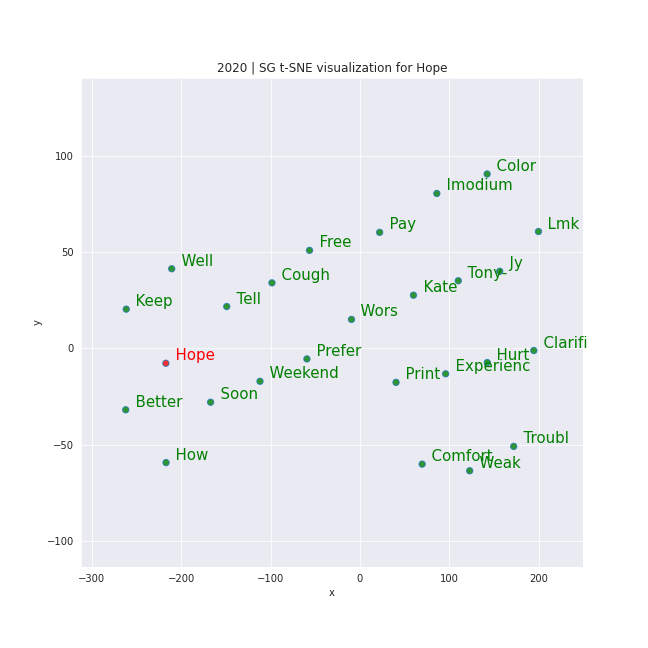 2020 | SG t-SNE visualization for Hope
100
50
0
−50
−100
y
Color
Imodium
Lmk
Pay
Free
Well
Jy
Cough
Tony-
Kate
Keep
Tell
Wors
Clarifi
Prefer
Hope
Hurt
Experienc
Print
Weekend
Soon
Better
Troubl
How
Comfort
Weak
−300
−200
−100
0
100
200
x